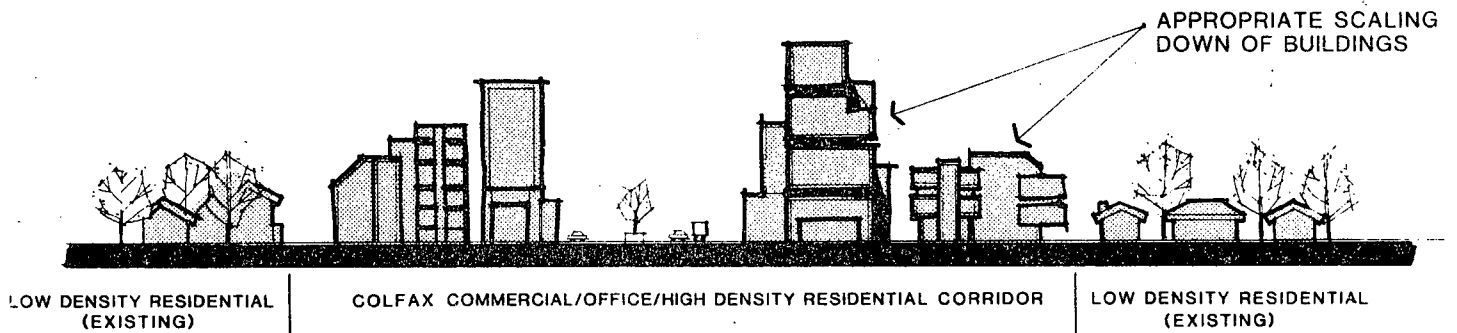 APPROPRIATE SCALING
DOWN OF BUILDINGS
LOW DENSITY RESIDENTIAL
(EXISTING)
COLFAX COMMERCIAL/OFFICE/HIGH DENSITY RESIDENTIAL CORRIDOR
LOW DENSITY RESIDENTIAL
(EXISTING)